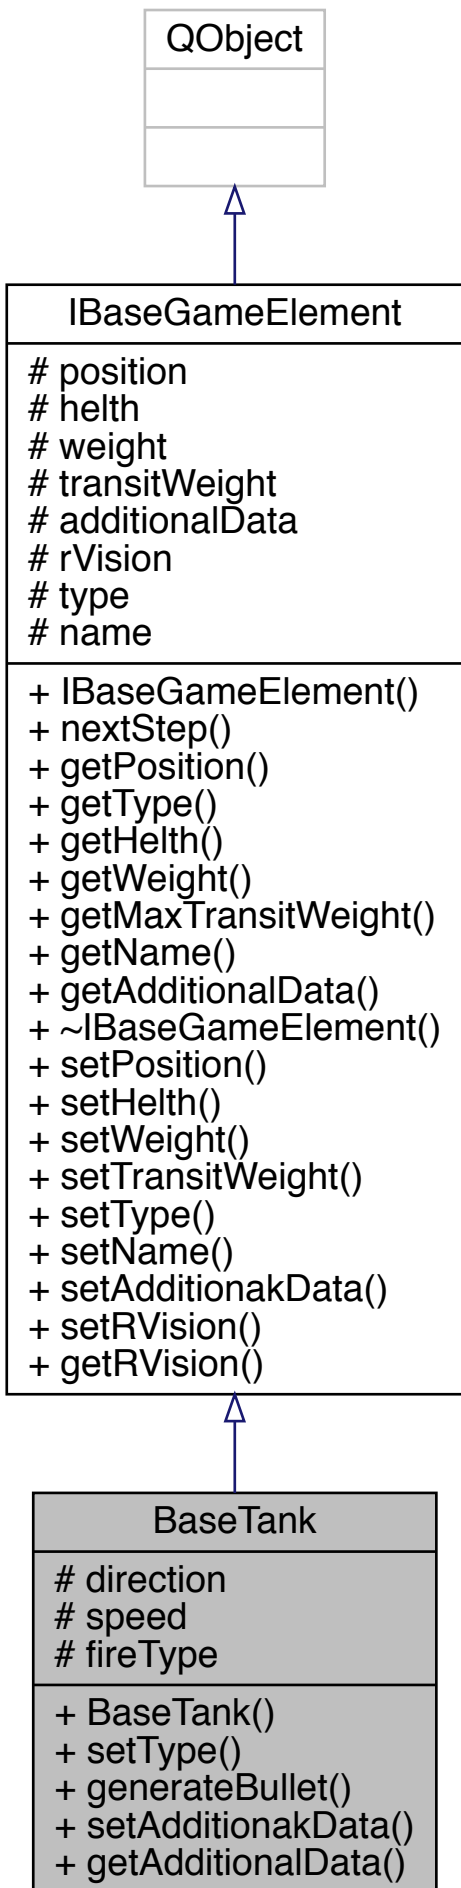 QObject
IBaseGameElement
# position
# helth
# weight
# transitWeight
# additionalData
# rVision
# type
# name
+ IBaseGameElement()
+ nextStep()
+ getPosition()
+ getType()
+ getHelth()
+ getWeight()
+ getMaxTransitWeight()
+ getName()
+ getAdditionalData()
+ ~IBaseGameElement()
+ setPosition()
+ setHelth()
+ setWeight()
+ setTransitWeight()
+ setType()
+ setName()
+ setAdditionakData()
+ setRVision()
+ getRVision()
BaseTank
# direction
# speed
# fireType
+ BaseTank()
+ setType()
+ generateBullet()
+ setAdditionakData()
+ getAdditionalData()